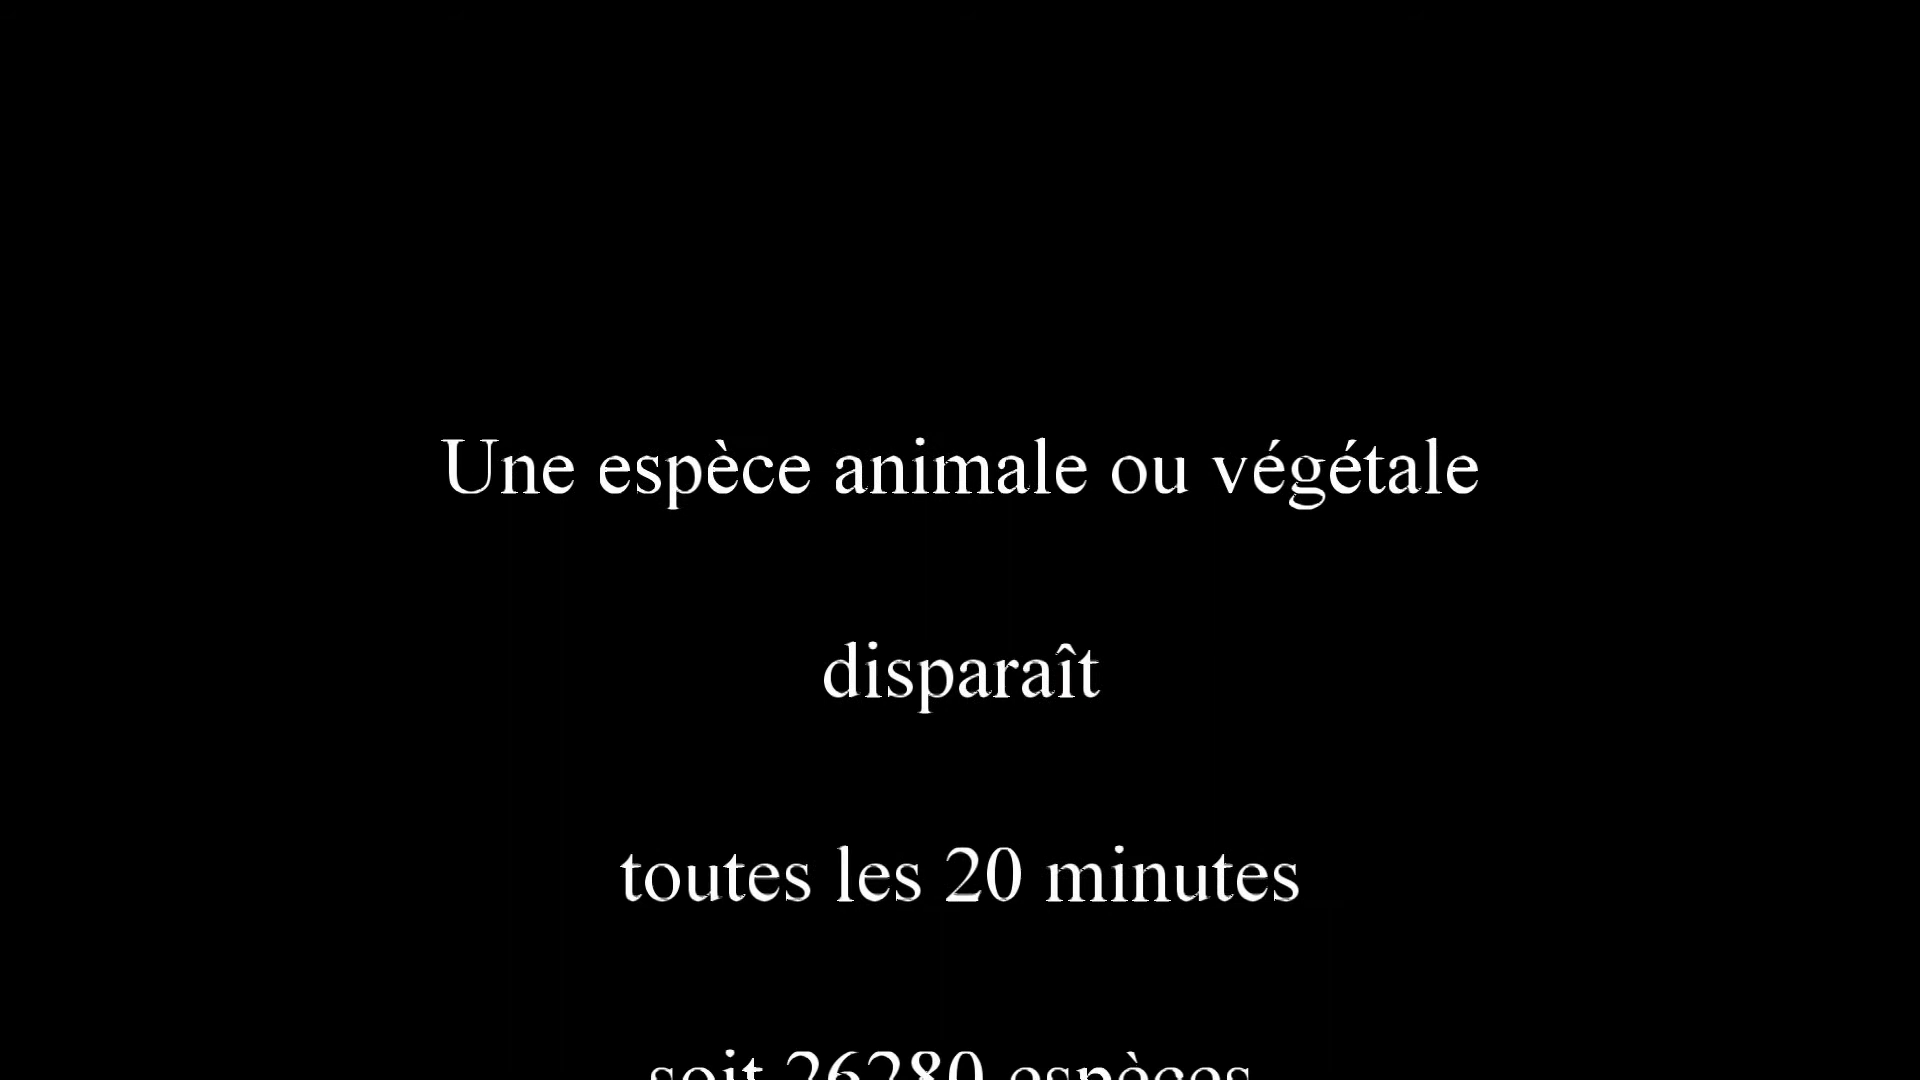 Une espèce animale ou végétale
disparaît
toutes les 20 minutes
soit 26280 espèces